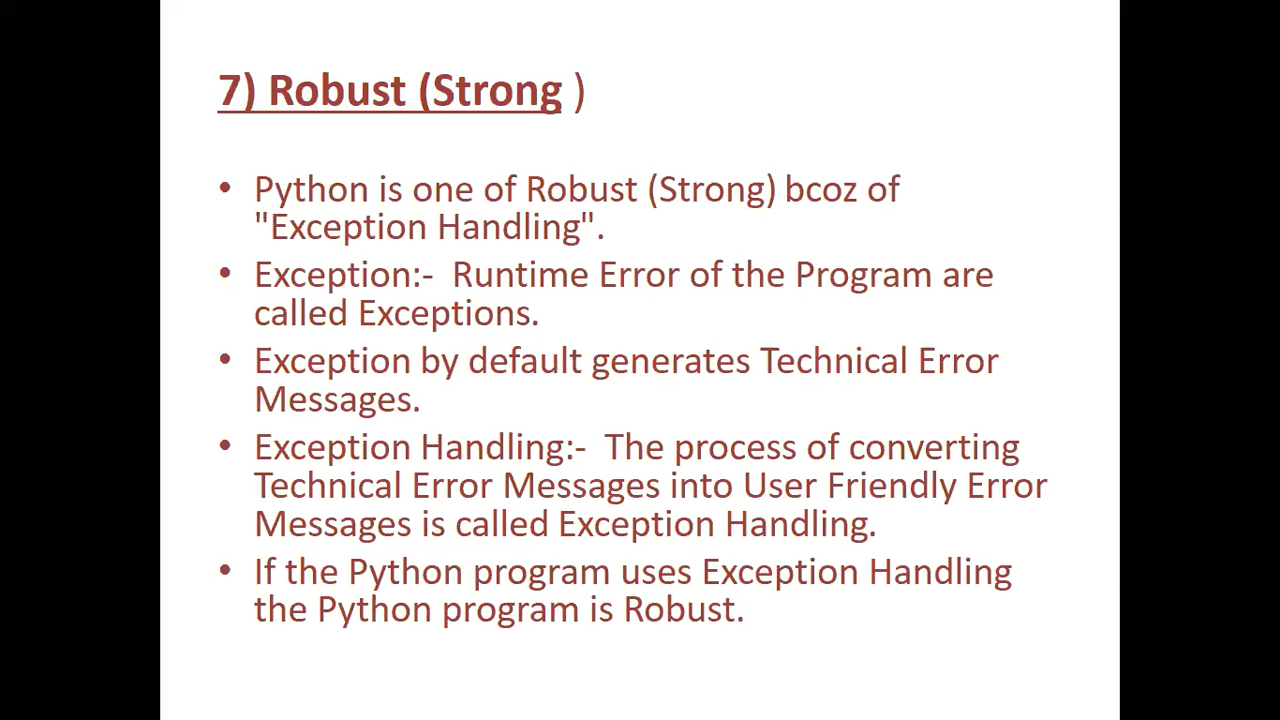 7) Robust (Strong )
• Python is one of Robust (Strong) bcoz of
"Exception Handling".
• Exception:-  Runtime Error of the Program are
called Exceptions.
• Exception by default generates Technical Error
Messages.
• Exception Handling:-  The process of converting
Technical Error Messages into User Friendly Error
Messages is called Exception Handling.
• If the Python program uses Exception Handling
the Python program is Robust.